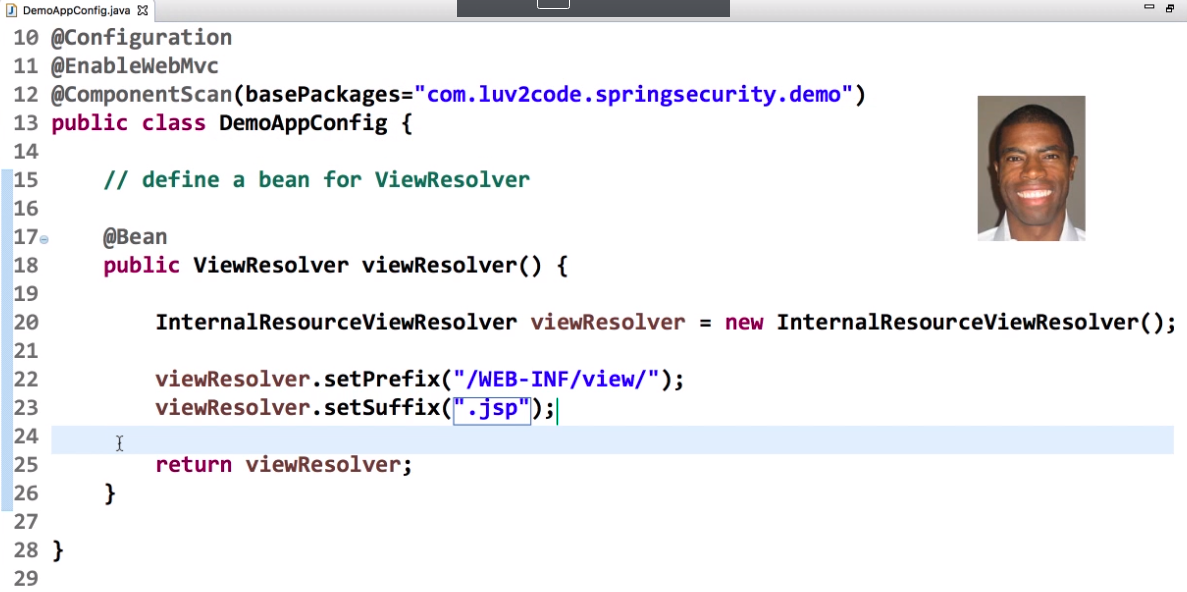 DemoAppConfig.java
10 @Configuration
11 @EnableWebMvc
12 @ComponentScan(basePackages="com.luv2code.springsecurity.demo")
13 public class DemoAppConfig {
14
15 // define a bean for ViewResolver
16
17 @Bean
18 public ViewResolver viewResolver() {
19
20 InternalResourceViewResolver viewResolver = new InternalResourceViewResolver();
21
22 viewResolver.setPrefix("/WEB-INF/view/");
23 viewResolver.setSuffix(".jsp");
24
25 return viewResolver;
26 }
27
28 }
29